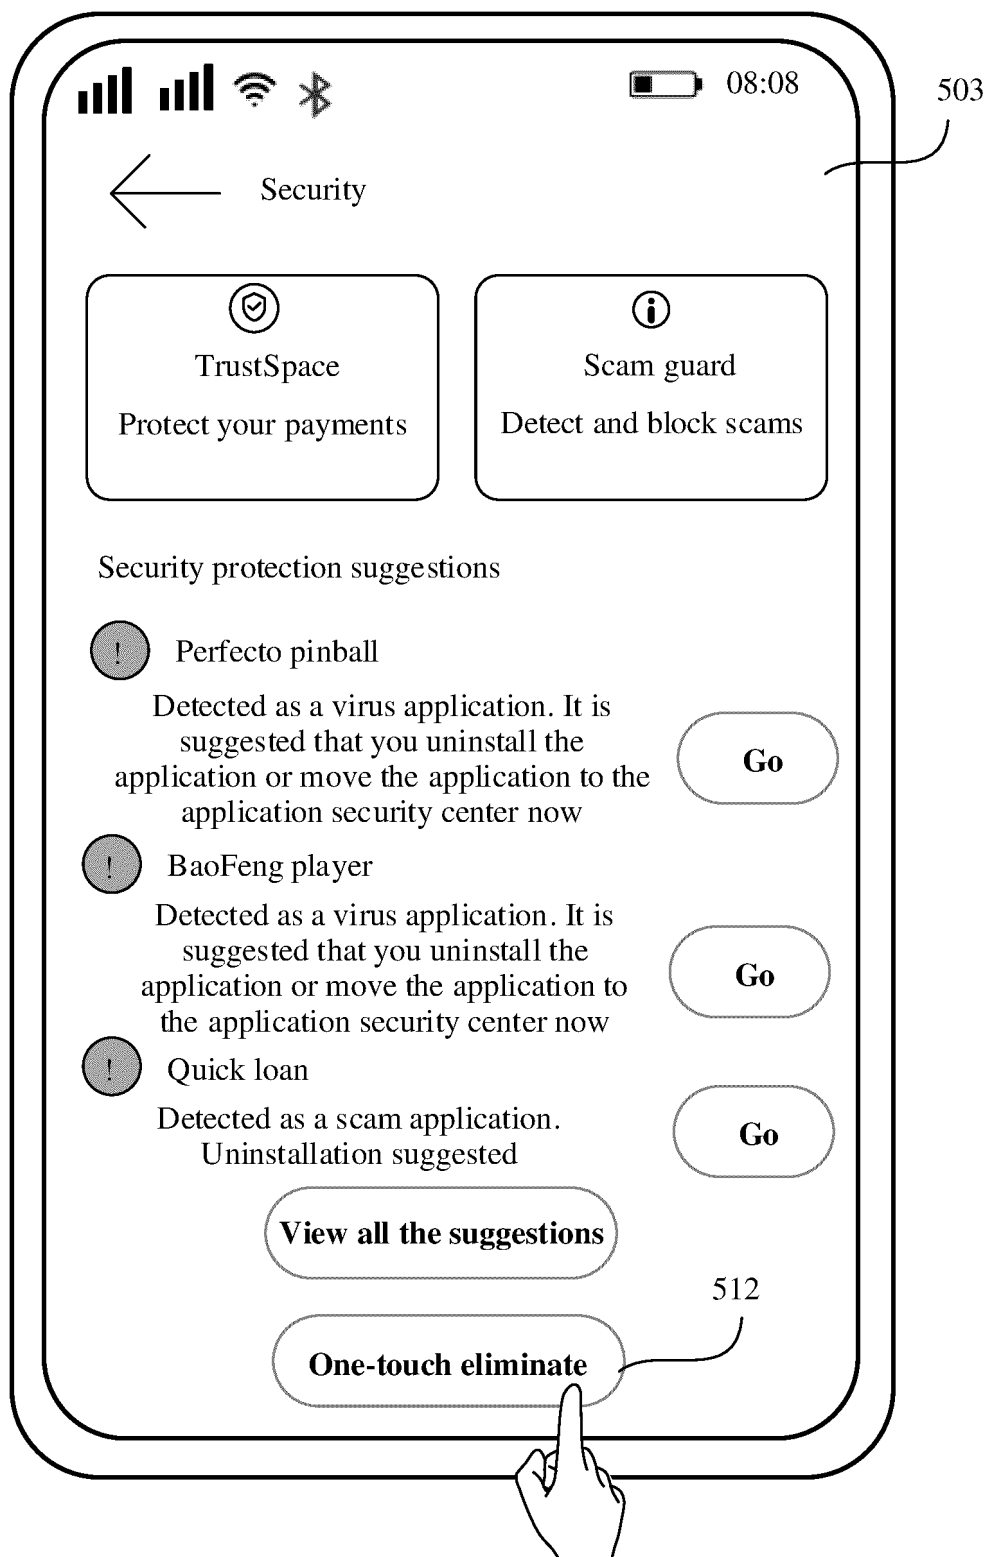 08:08
503
Security
TrustSpace
Protect your payments
Scam guard
Detect and block scams
Security protection suggestions
! Perfecto pinball
Detected as a virus application. It is
suggested that you uninstall the
application or move the application to the
application security center now
Go
! BaoFeng player
Detected as a virus application. It is
suggested that you uninstall the
application or move the application to
the application security center now
Go
! Quick loan
Detected as a scam application.
Uninstallation suggested
Go
View all the suggestions
512
One-touch eliminate